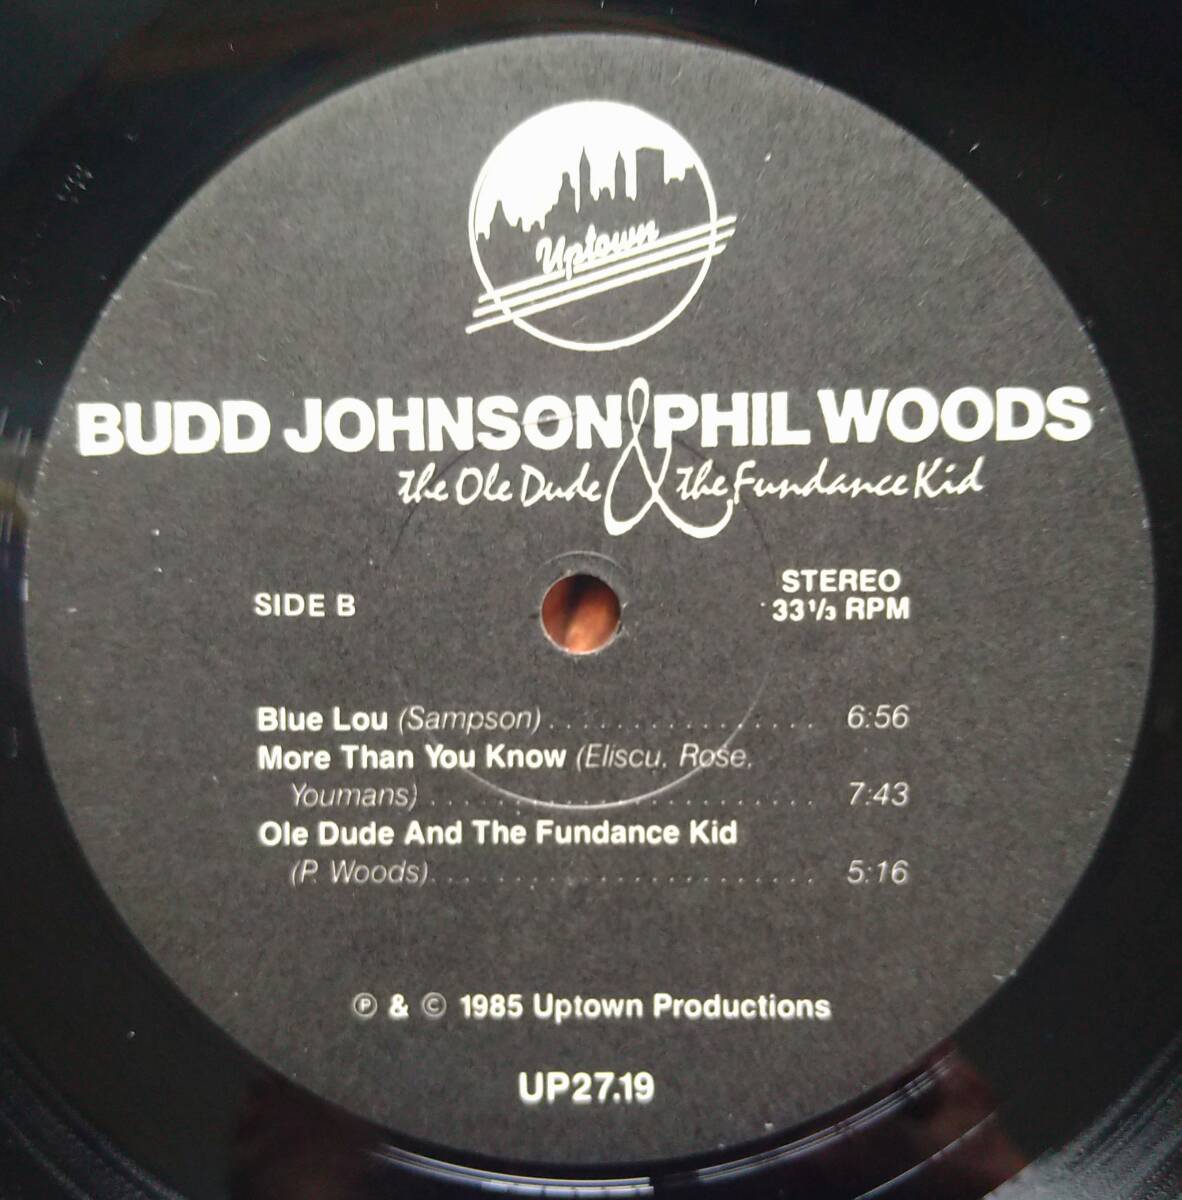 Uptown
BUDD JOHNSON & PHIL WOODS
the Ole Dude & the Fundance Kid
SIDE B
STEREO
33 1/3 RPM
Blue Lou (Sampson) . . . . . . . . . . . . . . . . . 6:56
More Than You Know (Eliscu, Rose,
Youmans) . . . . . . . . . . . . . . . . . . . . . . . . 7:43
Ole Dude And The Fundance Kid
(P. Woods) . . . . . . . . . . . . . . . . . . . . . . . 5:16
℗ & © 1985 Uptown Productions
UP27.19